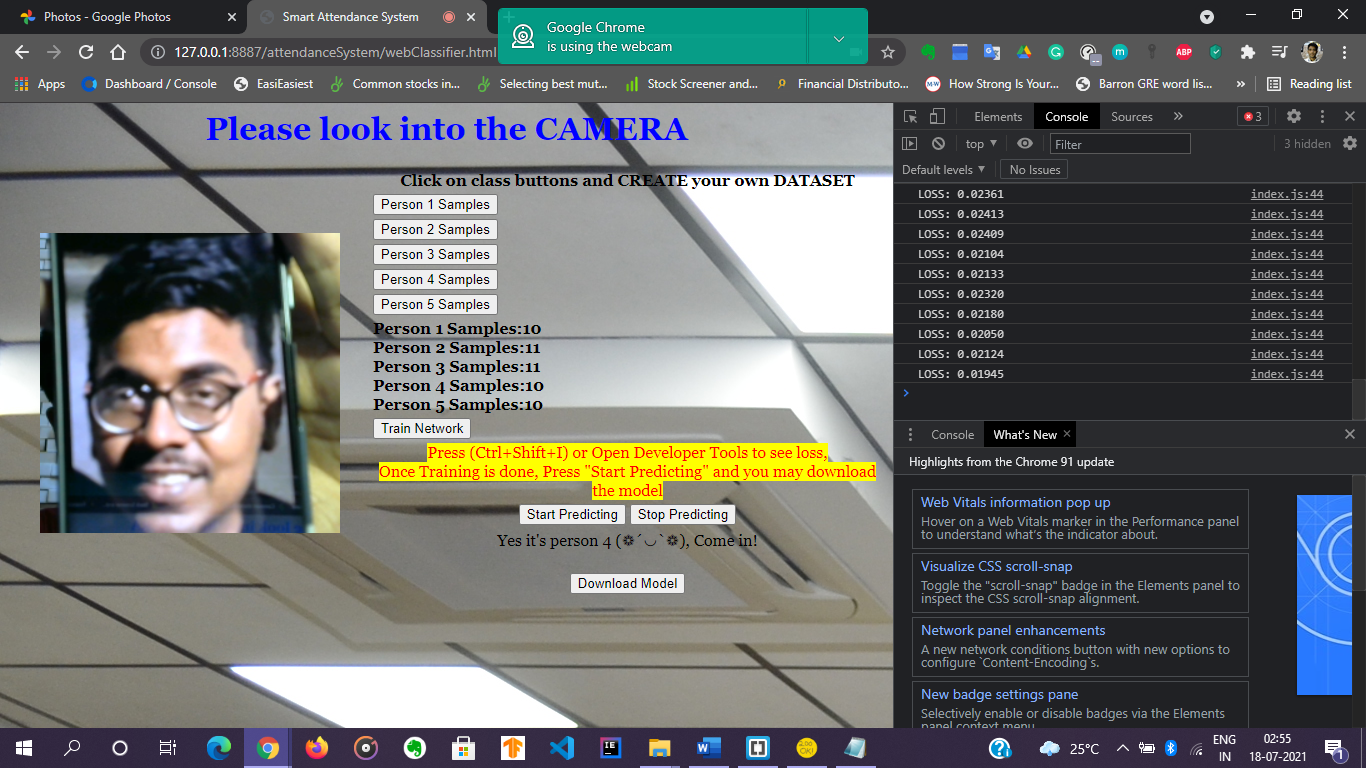 Photos - Google Photos
Smart Attendance System
Google Chrome
is using the webcam
127.0.0.1:8887/attendanceSystem/webClassifier.html
ABP
Apps
Dashboard / Console
EasiEasiest
Common stocks in...
Selecting best mut...
Stock Screener and...
Financial Distributo...
How Strong Is Your...
Barron GRE word lis...
»
Reading list
Please look into the CAMERA
Click on class buttons and CREATE your own DATASET
Person 1 Samples
Person 2 Samples
Person 3 Samples
Person 4 Samples
Person 5 Samples
Person 1 Samples:10
Person 2 Samples:11
Person 3 Samples:11
Person 4 Samples:10
Person 5 Samples:10
Train Network
Press (Ctrl+Shift+I) or Open Developer Tools to see loss,
Once Training is done, Press "Start Predicting" and you may download
the model
Start Predicting Stop Predicting
Yes it's person 4 (❁´◡`❁), Come in!
Download Model
Elements Console Sources » 3
top ▼ Filter 3 hidden
Default levels ▼ No Issues
LOSS: 0.02361 index.js:44
LOSS: 0.02413 index.js:44
LOSS: 0.02409 index.js:44
LOSS: 0.02104 index.js:44
LOSS: 0.02133 index.js:44
LOSS: 0.02320 index.js:44
LOSS: 0.02180 index.js:44
LOSS: 0.02050 index.js:44
LOSS: 0.02124 index.js:44
LOSS: 0.01945 index.js:44
Console What's New ×
Highlights from the Chrome 91 update
Web Vitals information pop up
Hover on a Web Vitals marker in the Performance panel
to understand what's the indicator about.
Visualize CSS scroll-snap
Toggle the "scroll-snap" badge in the Elements panel to
inspect the CSS scroll-snap alignment.
Network panel enhancements
A new network conditions button with new options to
configure `Content-Encoding`s.
New badge settings pane
Selectively enable or disable badges via the Elements
panel context menu.
25°C
ENG
IN
02:55
18-07-2021
1